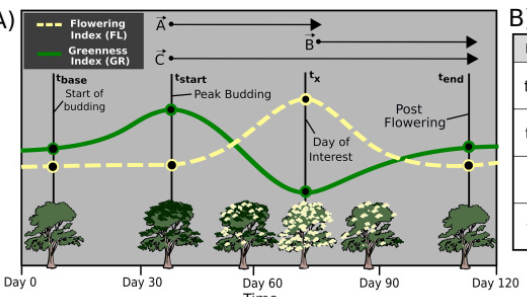 A)
Flowering
Index (FL)
Greenness
Index (GR)
A
B
C
tbase
Start of
budding
tstart
Peak Budding
tx
Day of
Interest
tend
Post
Flowering
Day 0
Day 30
Day 60
Day 90
Day 120
B)